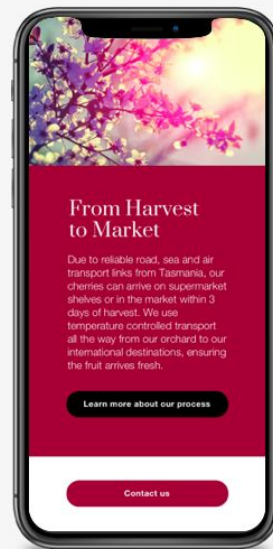 From Harvest
to Market
Due to reliable road, sea and air
transport links from Tasmania, our
cherries can arrive on supermarket
shelves or in the market within 3
days of harvest. We use
temperature controlled transport
all the way from our orchard to our
international destinations, ensuring
the fruit arrives fresh.
Learn more about our process
Contact us